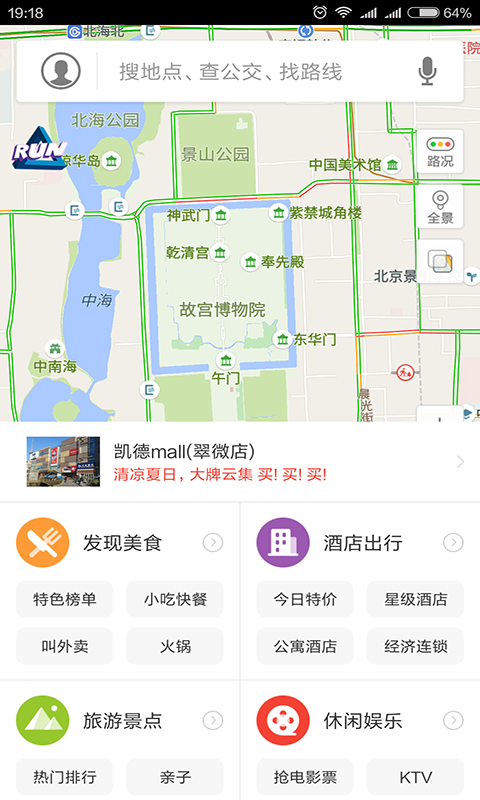 19:18
64%
北海北
搜地点、查公交、找路线
医院
北海公园
RUN
琼华岛
景山公园
中国美术馆
路况
神武门
紫禁城角楼
全景
乾清宫
奉先殿
北京景
中海
故宫博物院
东华门
中南海
午门
晨光街
凯德mall(翠微店)
清凉夏日，大牌云集 买! 买! 买!
发现美食
酒店出行
特色榜单
小吃快餐
今日特价
星级酒店
叫外卖
火锅
公寓酒店
经济连锁
旅游景点
休闲娱乐
热门排行
亲子
抢电影票
KTV